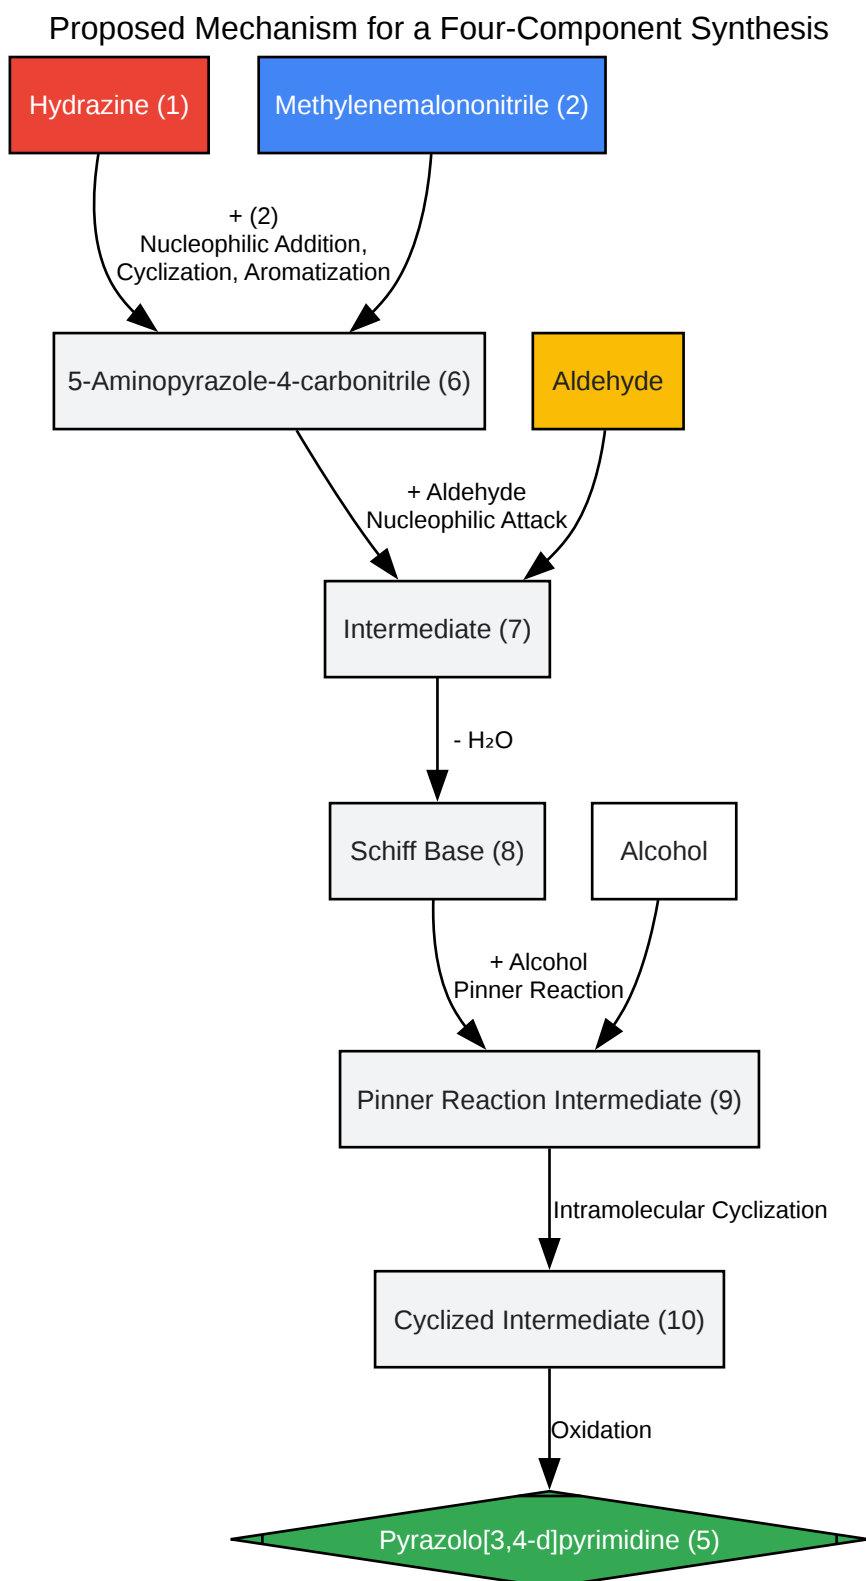 Proposed Mechanism for a Four-Component Synthesis
Hydrazine (1)
Methylenemalononitrile (2)
+ (2)
Nucleophilic Addition,
Cyclization, Aromatization
5-Aminopyrazole-4-carbonitrile (6)
Aldehyde
+ Aldehyde
Nucleophilic Attack
Intermediate (7)
- H₂O
Schiff Base (8)
Alcohol
+ Alcohol
Pinner Reaction
Pinner Reaction Intermediate (9)
Intramolecular Cyclization
Cyclized Intermediate (10)
Oxidation
Pyrazolo[3,4-d]pyrimidine (5)